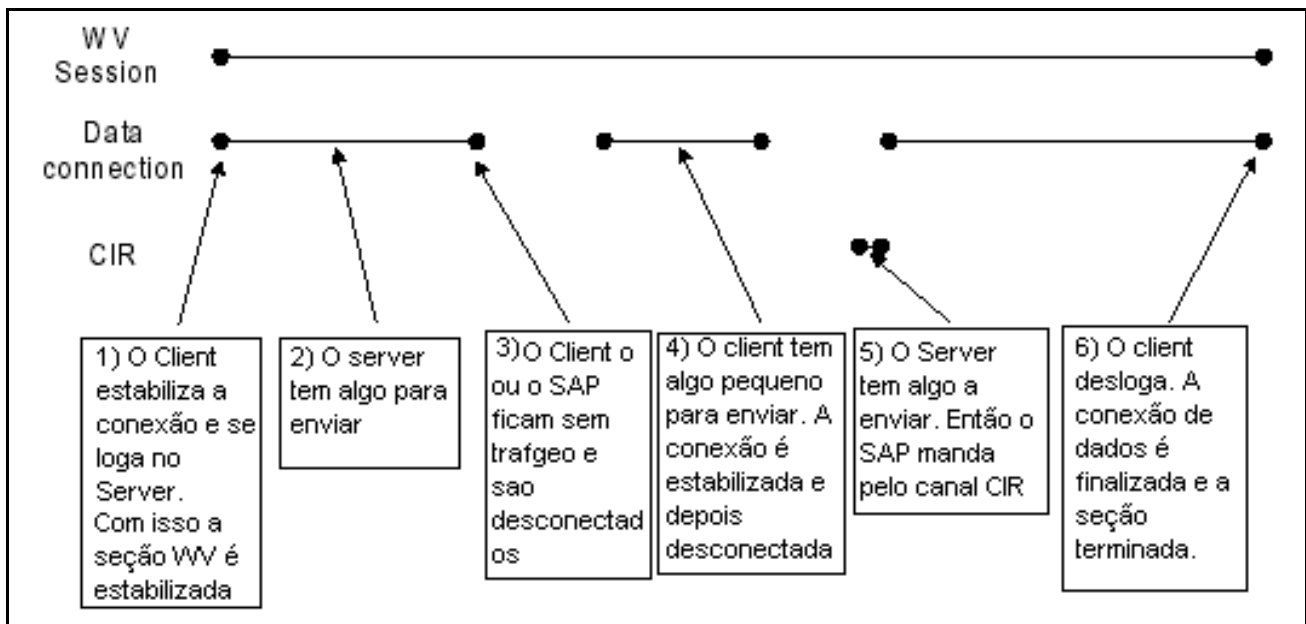 WV
Session
Data
connection
CIR
1) O Client
estabiliza a
conexão e se
loga no
Server.
Com isso a
seção WV é
estabilizada
2) O server
tem algo para
enviar
3)O Client o
ou o SAP
ficam sem
trafgeo e
sao
desconectad
os
4) O client tem
algo pequeno
para enviar. A
conexão é
estabilizada e
depois
desconectada
5) O Server
tem algo a
enviar. Então o
SAP manda
pelo canal CIR
6) O client
desloga. A
conexão de
dados é
finalizada e a
seção
terminada.